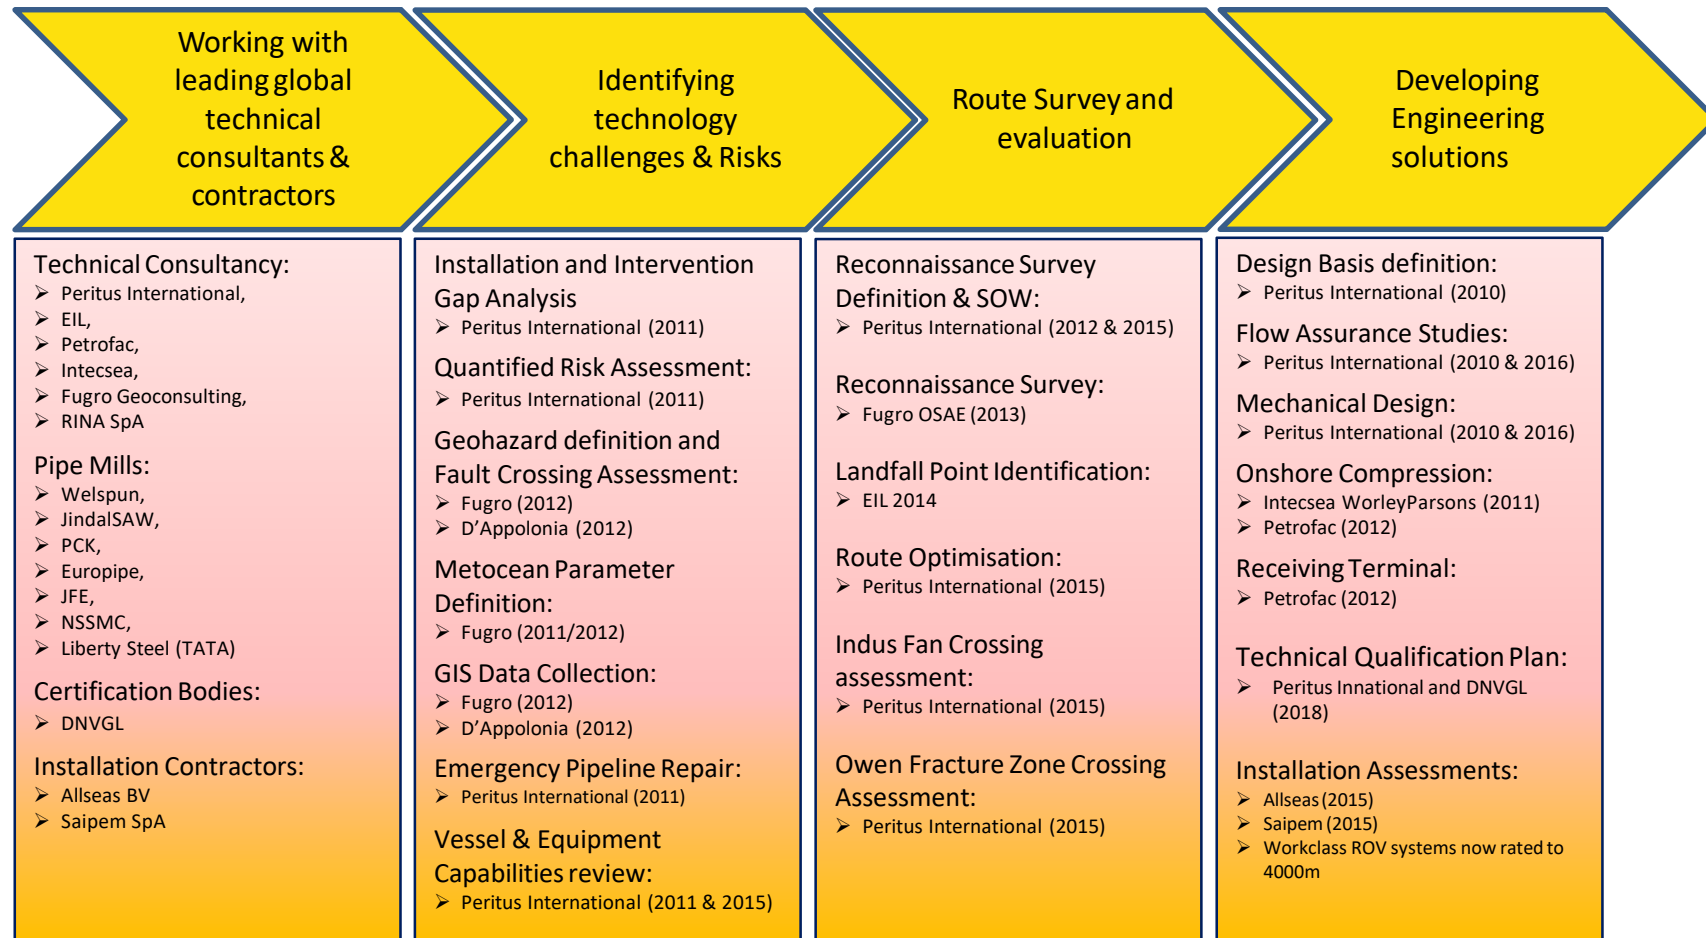 Working with
leading global
technical
consultants &
contractors
Identifying
technology
challenges & Risks
Route Survey and
evaluation
Developing
Engineering
solutions
Technical Consultancy:
➢ Peritus International,
➢ EIL,
➢ Petrofac,
➢ Intecsea,
➢ Fugro Geoconsulting,
➢ RINA SpA
Pipe Mills:
➢ Welspun,
➢ JindalSAW,
➢ PCK,
➢ Europipe,
➢ JFE,
➢ NSSMC,
➢ Liberty Steel (TATA)
Certification Bodies:
➢ DNVGL
Installation Contractors:
➢ Allseas BV
➢ Saipem SpA
Installation and Intervention
Gap Analysis
➢ Peritus International (2011)
Quantified Risk Assessment:
➢ Peritus International (2011)
Geohazard definition and
Fault Crossing Assessment:
➢ Fugro (2012)
➢ D’Appolonia (2012)
Metocean Parameter
Definition:
➢ Fugro (2011/2012)
GIS Data Collection:
➢ Fugro (2012)
➢ D’Appolonia (2012)
Emergency Pipeline Repair:
➢ Peritus International (2011)
Vessel & Equipment
Capabilities review:
➢ Peritus International (2011 & 2015)
Reconnaissance Survey
Definition & SOW:
➢ Peritus International (2012 & 2015)
Reconnaissance Survey:
➢ Fugro OSAE (2013)
Landfall Point Identification:
➢ EIL 2014
Route Optimisation:
➢ Peritus International (2015)
Indus Fan Crossing
assessment:
➢ Peritus International (2015)
Owen Fracture Zone Crossing
Assessment:
➢ Peritus International (2015)
Design Basis definition:
➢ Peritus International (2010)
Flow Assurance Studies:
➢ Peritus International (2010 & 2016)
Mechanical Design:
➢ Peritus International (2010 & 2016)
Onshore Compression:
➢ Intecsea WorleyParsons (2011)
➢ Petrofac (2012)
Receiving Terminal:
➢ Petrofac (2012)
Technical Qualification Plan:
➢ Peritus Innational and DNVGL
(2018)
Installation Assessments:
➢ Allseas (2015)
➢ Saipem (2015)
➢ Workclass ROV systems now rated to
4000m